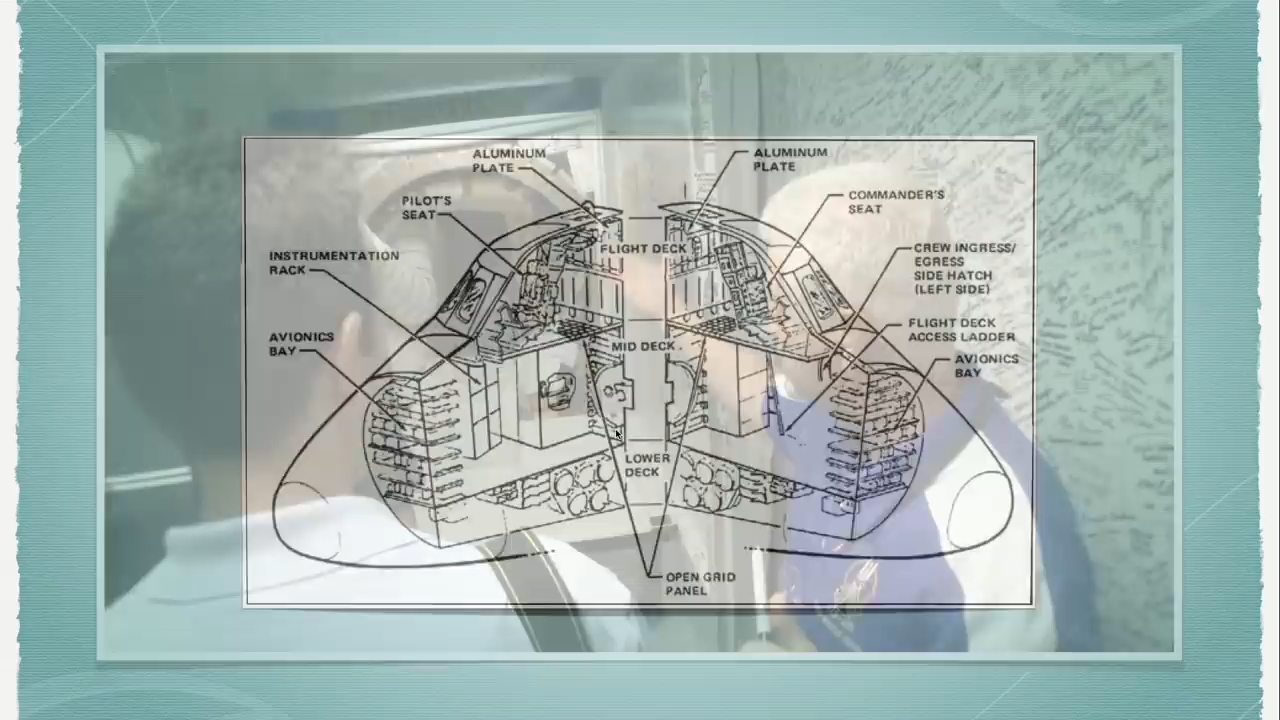 ALUMINUM
PLATE
ALUMINUM
PLATE
PILOT'S
SEAT
COMMANDER'S
SEAT
FLIGHT DECK
INSTRUMENTATION
RACK
CREW INGRESS/
EGRESS
SIDE HATCH
(LEFT SIDE)
AVIONICS
BAY
MID DECK
FLIGHT DECK
ACCESS LADDER
AVIONICS
BAY
LOWER
DECK
OPEN GRID
PANEL